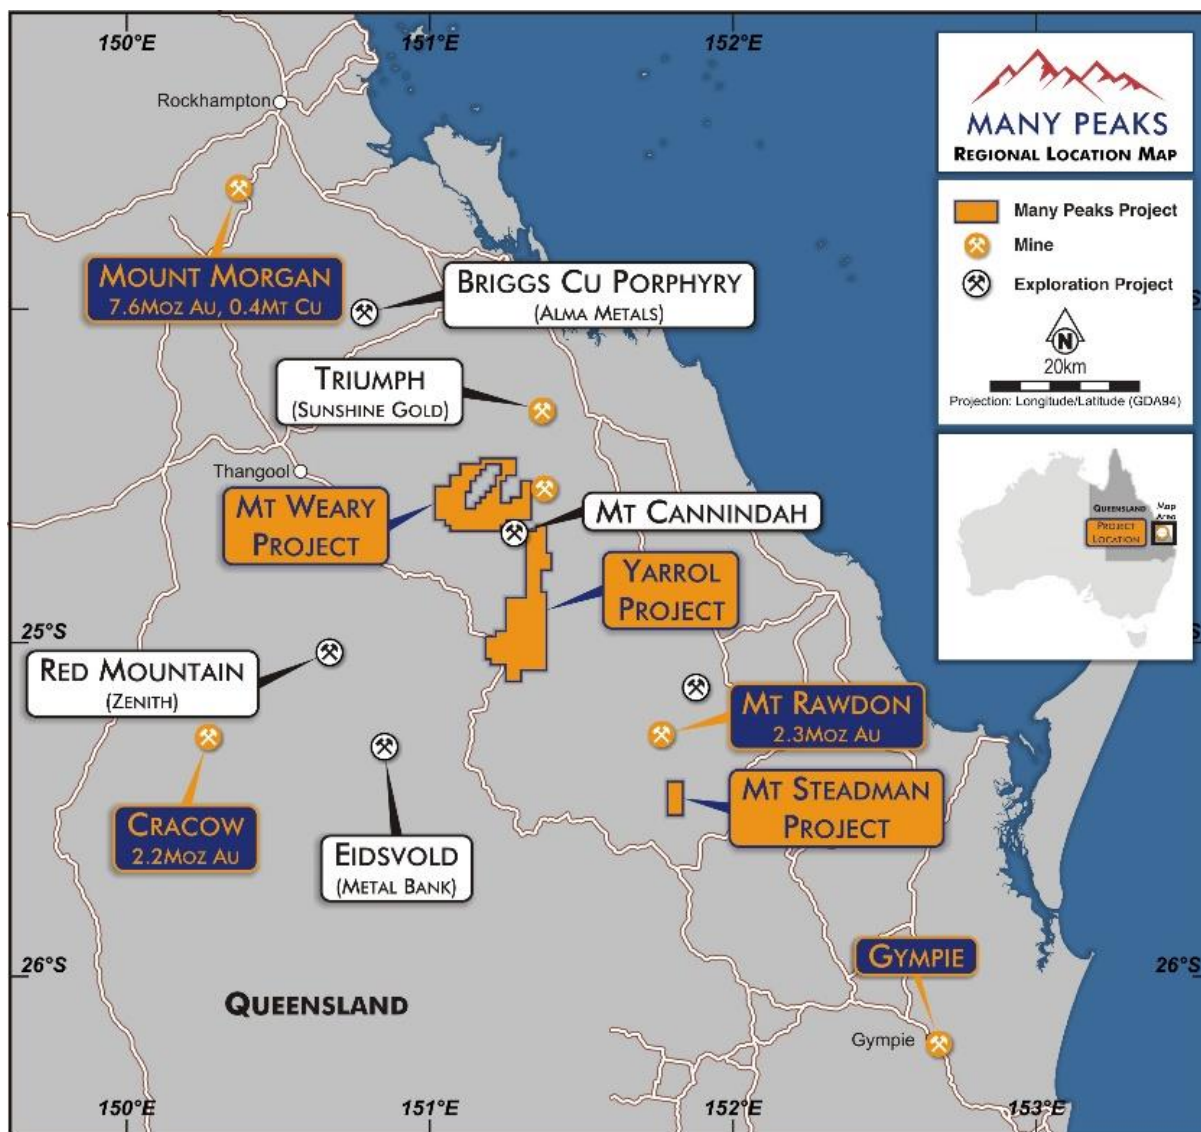 150°E
151°E
152°E
MANY PEAKS
REGIONAL LOCATION MAP
Many Peaks Project
Mine
Exploration Project
N
20km
Projection: Longitude/Latitude (GDA94)
QUEENSLAND
Map
Area
PROJECT
LOCATION
Rockhampton
MOUNT MORGAN
7.6MOZ AU, 0.4MT CU
BRIGGS CU PORPHYRY
(ALMA METALS)
TRIUMPH
(SUNSHINE GOLD)
Thangool
MT WEARY
PROJECT
MT CANNINDAH
YARROL
PROJECT
25°S
RED MOUNTAIN
(ZENITH)
MT RAWDON
2.3MOZ AU
CRACOW
2.2MOZ AU
EIDSVOLD
(METAL BANK)
MT STEADMAN
PROJECT
26°S
GYMPIE
26°S
QUEENSLAND
Gympie
150°E
151°E
152°E
153°E